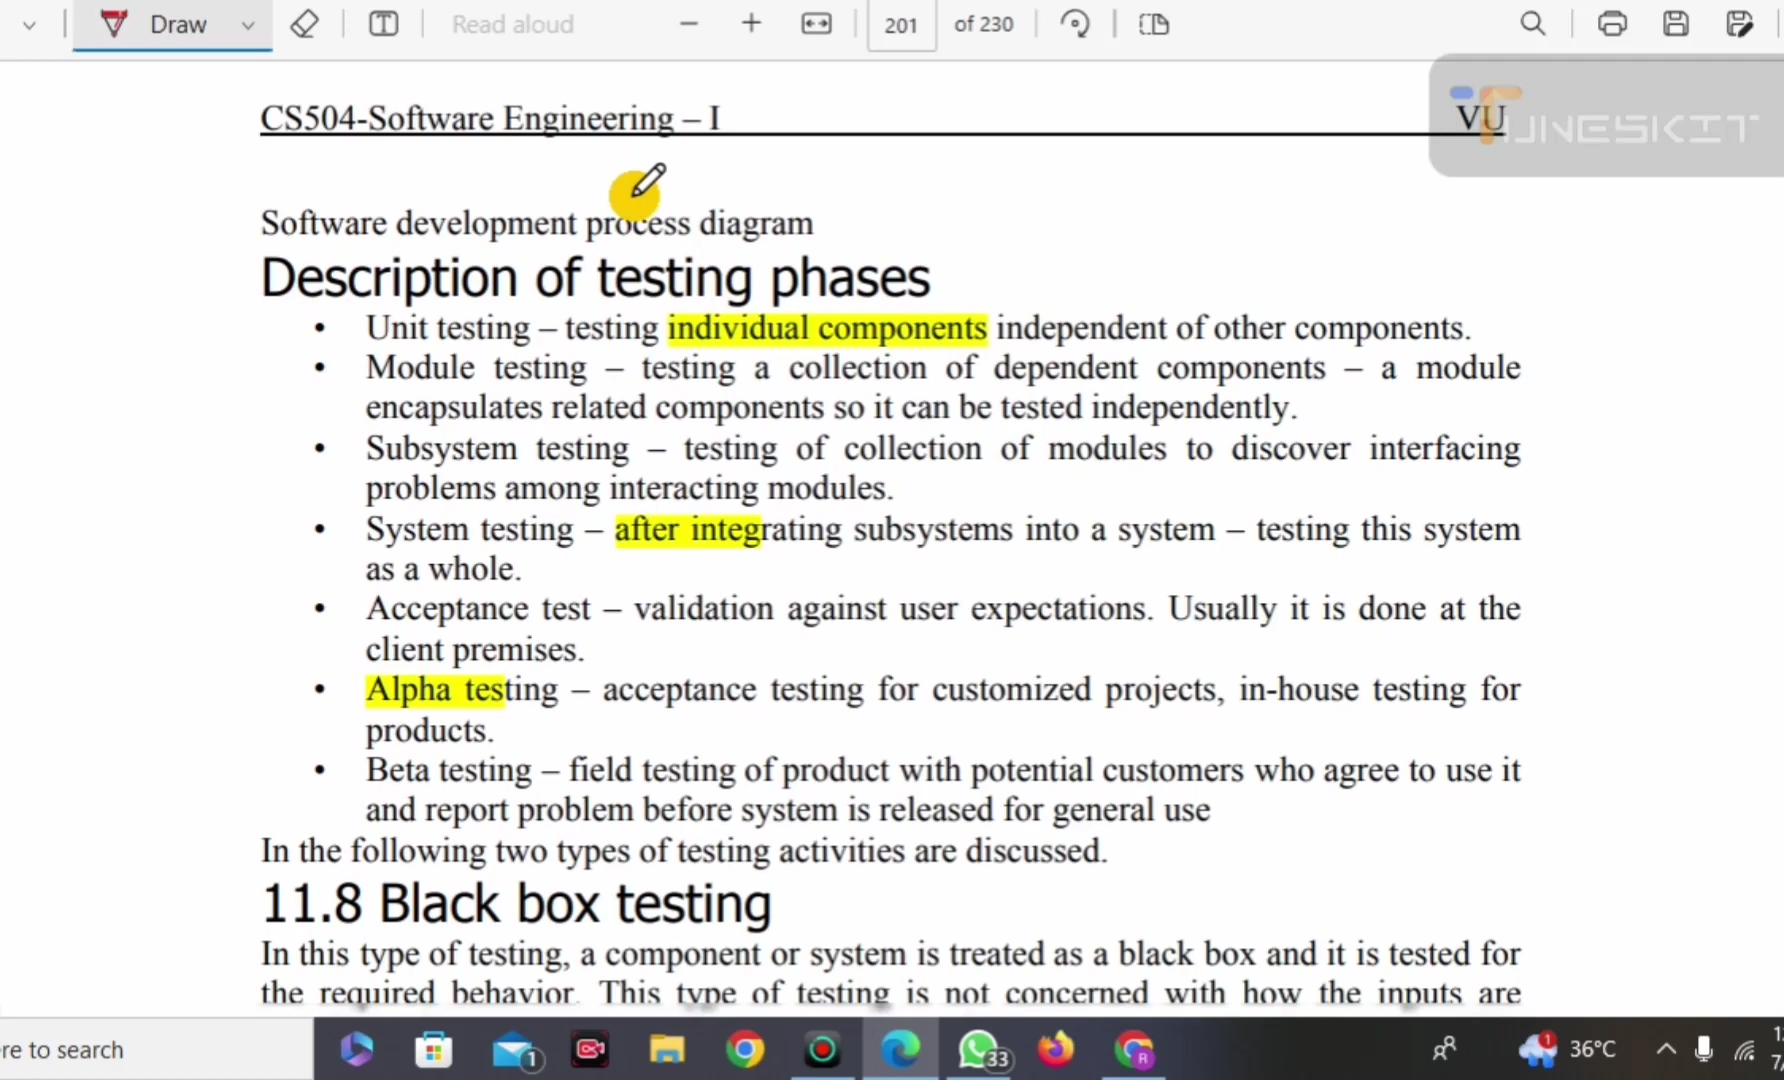 Draw
Read aloud
201 of 230
CS504-Software Engineering – I VU
TUNESKIT
Software development process diagram
Description of testing phases
• Unit testing – testing individual components independent of other components.
• Module testing – testing a collection of dependent components – a module
encapsulates related components so it can be tested independently.
• Subsystem testing – testing of collection of modules to discover interfacing
problems among interacting modules.
• System testing – after integrating subsystems into a system – testing this system
as a whole.
• Acceptance test – validation against user expectations. Usually it is done at the
client premises.
• Alpha testing – acceptance testing for customized projects, in-house testing for
products.
• Beta testing – field testing of product with potential customers who agree to use it
and report problem before system is released for general use
In the following two types of testing activities are discussed.
11.8 Black box testing
In this type of testing, a component or system is treated as a black box and it is tested for
the required behavior. This type of testing is not concerned with how the inputs are
re to search
1
33
R
1
36°C